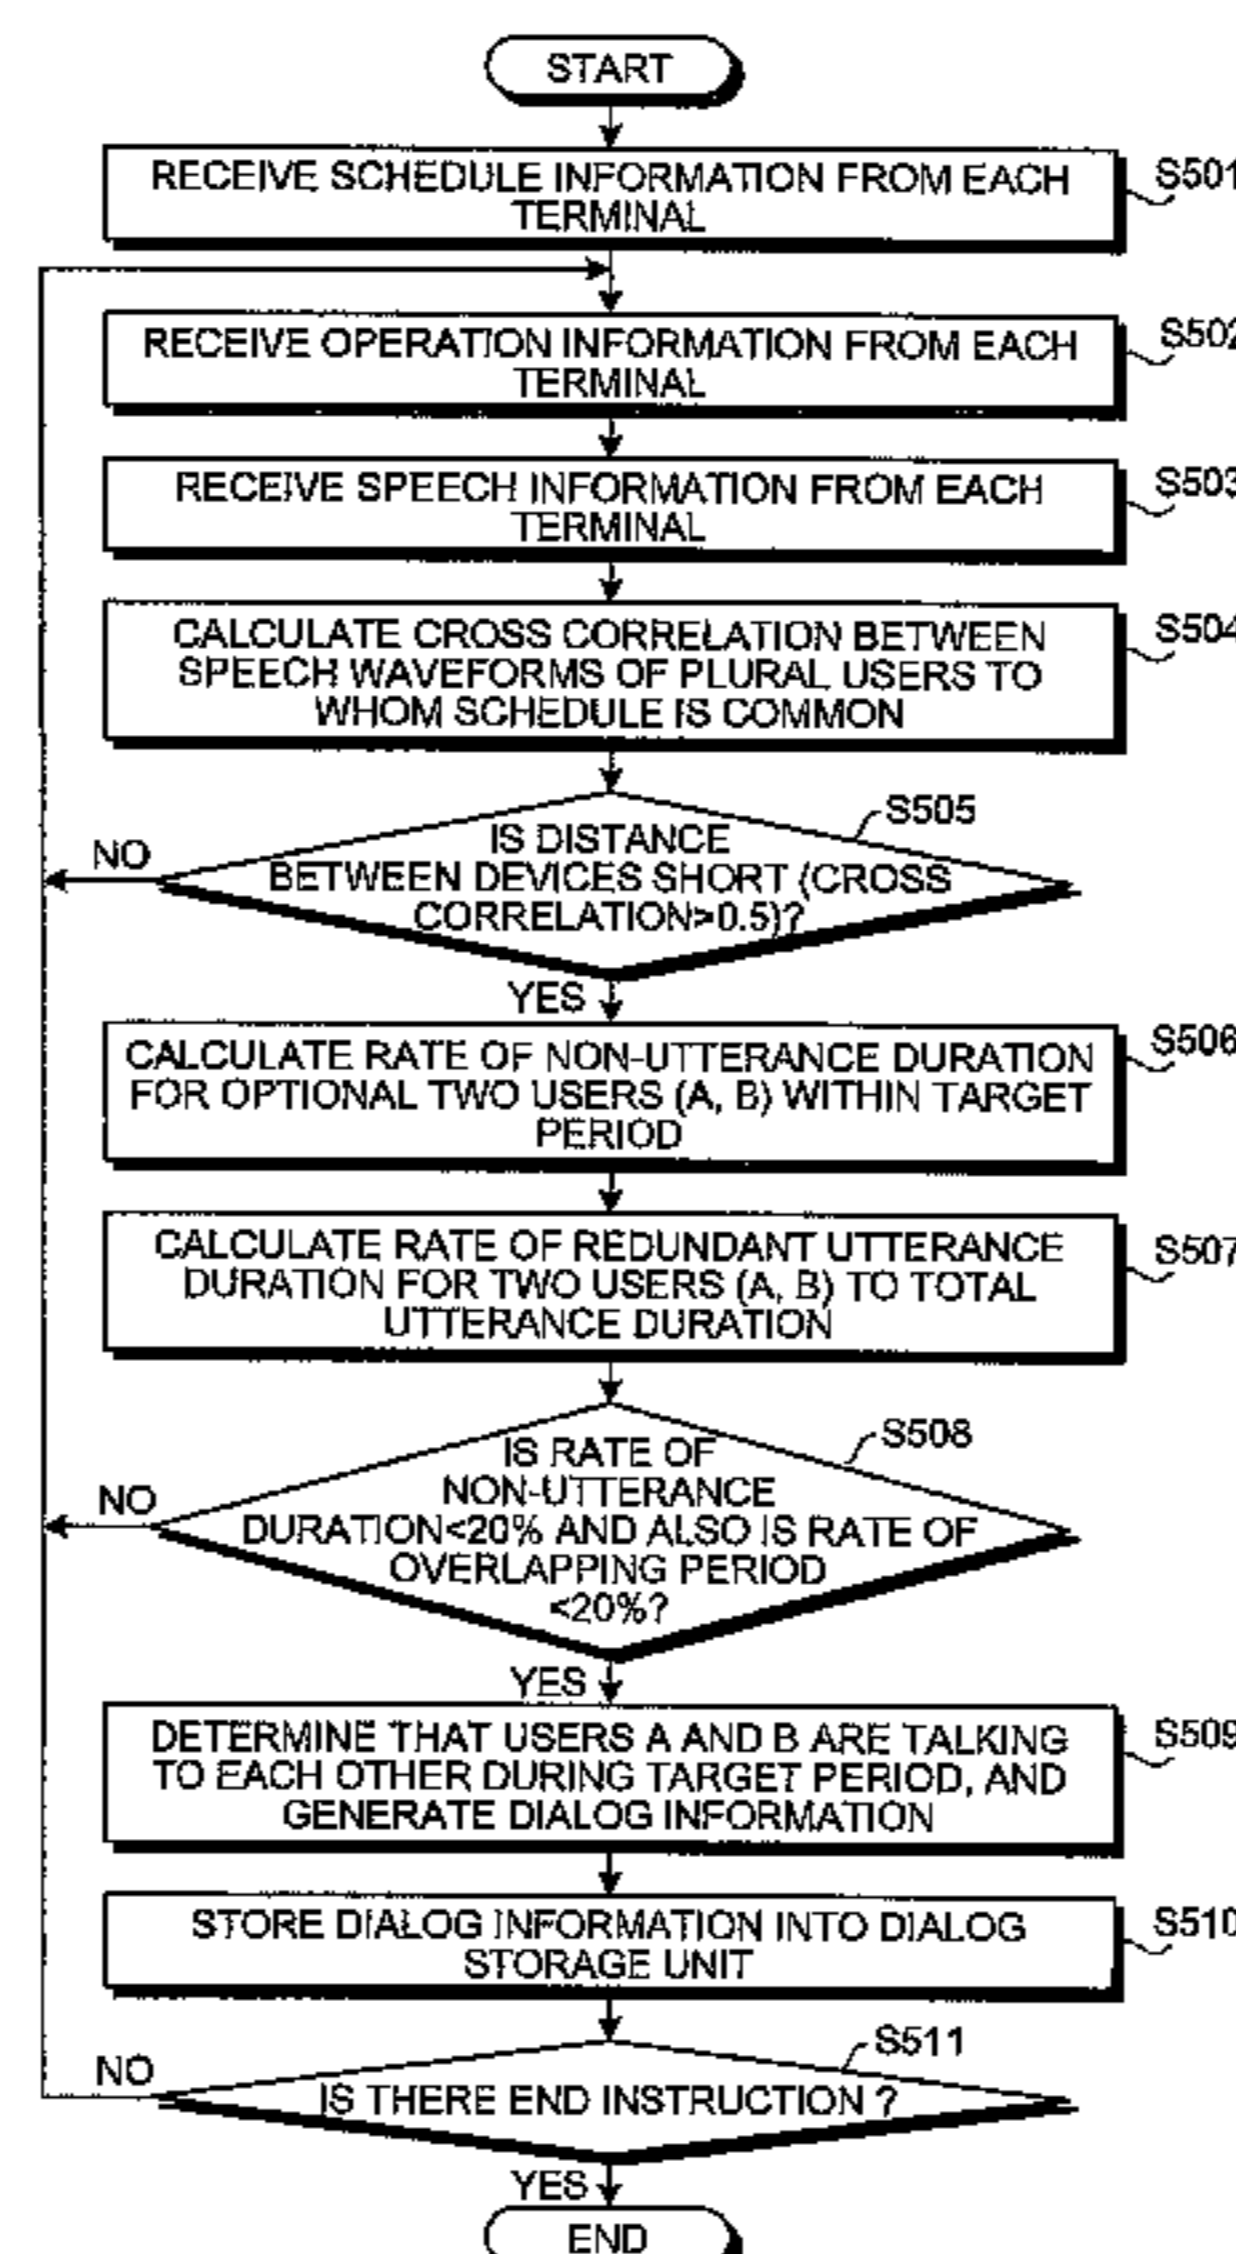 START
RECEIVE SCHEDULE INFORMATION FROM EACH
TERMINAL
S501
RECEIVE OPERATION INFORMATION FROM EACH
TERMINAL
S502
RECEIVE SPEECH INFORMATION FROM EACH
TERMINAL
S503
CALCULATE CROSS CORRELATION BETWEEN
SPEECH WAVEFORMS OF PLURAL USERS TO
WHOM SCHEDULE IS COMMON
S504
IS DISTANCE
BETWEEN DEVICES SHORT (CROSS
CORRELATION>0.5)?
S505
NO
YES
CALCULATE RATE OF NON-UTTERANCE DURATION
FOR OPTIONAL TWO USERS (A, B) WITHIN TARGET
PERIOD
S506
CALCULATE RATE OF REDUNDANT UTTERANCE
DURATION FOR TWO USERS (A, B) TO TOTAL
UTTERANCE DURATION
S507
IS RATE OF
NON-UTTERANCE
DURATION<20% AND ALSO IS RATE OF
OVERLAPPING PERIOD
<20%?
S508
NO
YES
DETERMINE THAT USERS A AND B ARE TALKING
TO EACH OTHER DURING TARGET PERIOD, AND
GENERATE DIALOG INFORMATION
S509
STORE DIALOG INFORMATION INTO DIALOG
STORAGE UNIT
S510
IS THERE END INSTRUCTION ?
S511
NO
YES
END